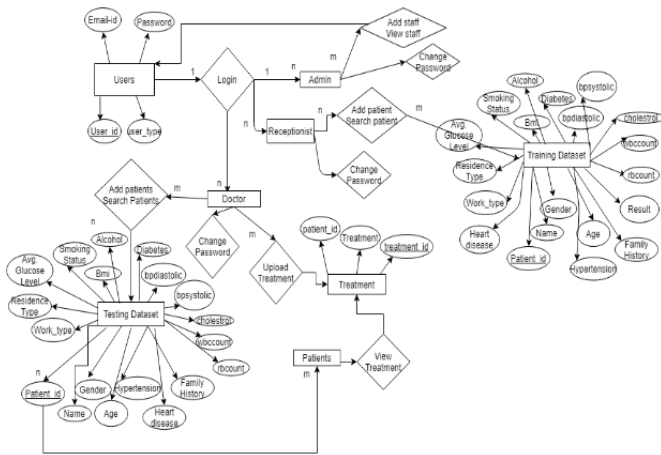 Email-id
Password
Add staff
View staff
Users
1
Login
1
n
m
Admin
Change
Password
n
n
Receptionist
n
Add patient
Search patient
m
Change
Password
Alcohol
bpsystolic
Smoking
Status
Diabetes
Avg.
Glucose
Level
Bmi
bpdiastolic
cholestrol
Training Dataset
wbccount
Residence
Type
rbcount
Work_type
Gender
Result
Heart
disease
Name
Age
Family
History
Patient_id
Hypertension
User_id
user_type
Add patients
Search Patients
m
n
Doctor
n
Change
Password
m
Upload
Treatment
patient_id
Treatment
treatment_id
Treatment
Alcohol
Smoking
Status
Diabetes
Avg.
Glucose
Level
Bmi
bpdiastolic
bpsystolic
Residence
Type
Testing Dataset
cholestrol
Work_type
wbccount
rbcount
n
Patient_id
Gender
Hypertension
Family
History
Name
Age
Heart
disease
Patients
m
View
Treatment